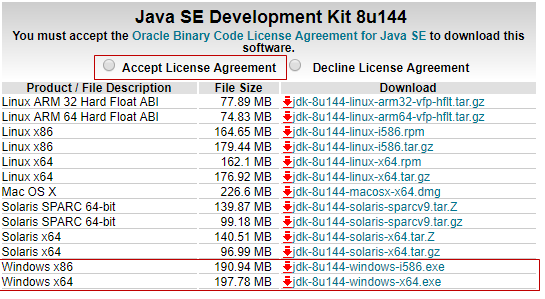 Java SE Development Kit 8u144
You must accept the Oracle Binary Code License Agreement for Java SE to download this
software.
Accept License Agreement Decline License Agreement
Product / File Description File Size Download
Linux ARM 32 Hard Float ABI 77.89 MB jdk-8u144-linux-arm32-vfp-hflt.tar.gz
Linux ARM 64 Hard Float ABI 74.83 MB jdk-8u144-linux-arm64-vfp-hflt.tar.gz
Linux x86 164.65 MB jdk-8u144-linux-i586.rpm
Linux x86 179.44 MB jdk-8u144-linux-i586.tar.gz
Linux x64 162.1 MB jdk-8u144-linux-x64.rpm
Linux x64 176.92 MB jdk-8u144-linux-x64.tar.gz
Mac OS X 226.6 MB jdk-8u144-macosx-x64.dmg
Solaris SPARC 64-bit 139.87 MB jdk-8u144-solaris-sparcv9.tar.Z
Solaris SPARC 64-bit 99.18 MB jdk-8u144-solaris-sparcv9.tar.gz
Solaris x64 140.51 MB jdk-8u144-solaris-x64.tar.Z
Solaris x64 96.99 MB jdk-8u144-solaris-x64.tar.gz
Windows x86 190.94 MB jdk-8u144-windows-i586.exe
Windows x64 197.78 MB jdk-8u144-windows-x64.exe